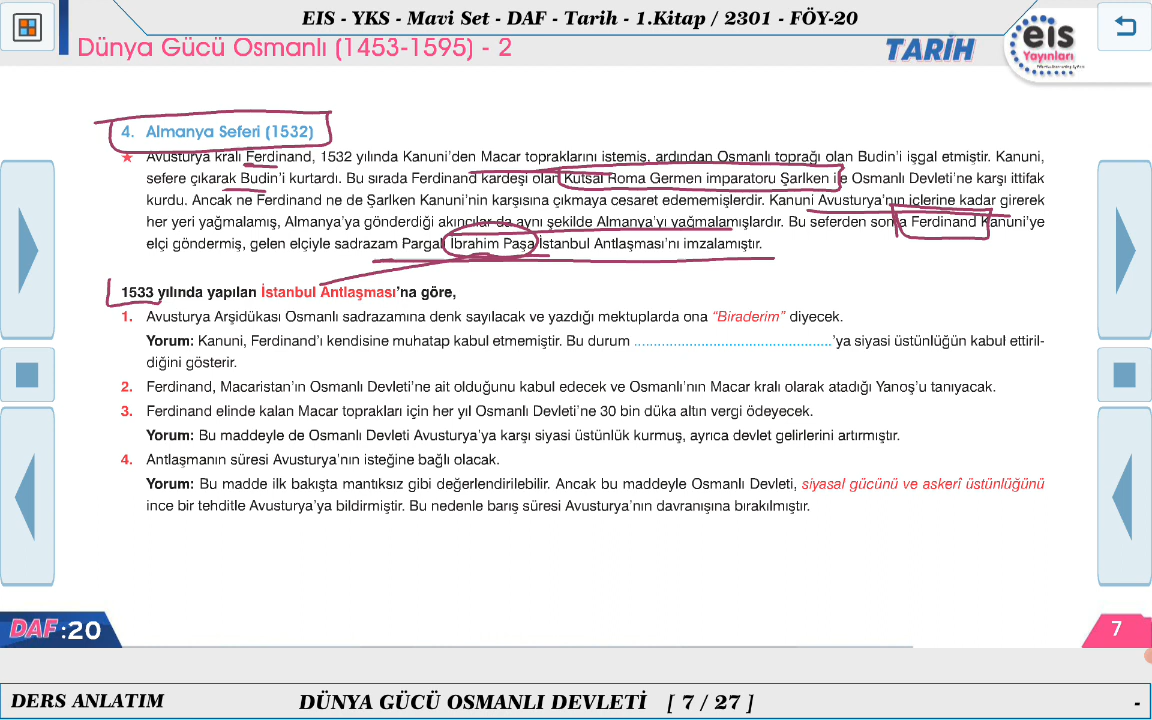 EIS - YKS - Mavi Set - DAF - Tarih - 1.Kitap / 2301 - FÖY-20
Dünya Gücü Osmanlı (1453-1595) - 2
TARİH
eis
Yayınları
4. Almanya Seferi (1532)
★ Avusturya kralı Ferdinand, 1532 yılında Kanuni’den Macar topraklarını istemiş, ardından Osmanlı toprağı olan Budin’i işgal etmiştir. Kanuni,
sefere çıkarak Budin’i kurtardı. Bu sırada Ferdinand kardeşi olan Kutsal Roma Germen imparatoru Şarlken ile Osmanlı Devleti’ne karşı ittifak
kurdu. Ancak ne Ferdinand ne de Şarlken Kanuni’nin karşısına çıkmaya cesaret edememişlerdir. Kanuni Avusturya’nın içlerine kadar girerek
her yeri yağmalamış, Almanya’ya gönderdiği akıncılar da aynı şekilde Almanya’yı yağmalamışlardır. Bu seferden sonra Ferdinand Kanuni’ye
elçi göndermiş, gelen elçiyle sadrazam Pargalı İbrahim Paşa İstanbul Antlaşması’nı imzalamıştır.
1533 yılında yapılan İstanbul Antlaşması’na göre,
1. Avusturya Arşidükası Osmanlı sadrazamına denk sayılacak ve yazdığı mektuplarda ona “Biraderim” diyecek.
Yorum: Kanuni, Ferdinand’ı kendisine muhatap kabul etmemiştir. Bu durum ................................................’ya siyasi üstünlüğün kabul ettiril-
diğini gösterir.
2. Ferdinand, Macaristan’ın Osmanlı Devleti’ne ait olduğunu kabul edecek ve Osmanlı’nın Macar kralı olarak atadığı Yanoş’u tanıyacak.
3. Ferdinand elinde kalan Macar toprakları için her yıl Osmanlı Devleti’ne 30 bin düka altın vergi ödeyecek.
Yorum: Bu maddeyle de Osmanlı Devleti Avusturya’ya karşı siyasi üstünlük kurmuş, ayrıca devlet gelirlerini artırmıştır.
4. Antlaşmanın süresi Avusturya’nın isteğine bağlı olacak.
Yorum: Bu madde ilk bakışta mantıksız gibi değerlendirilebilir. Ancak bu maddeyle Osmanlı Devleti, siyasal gücünü ve askerî üstünlüğünü
ince bir tehditle Avusturya’ya bildirmiştir. Bu nedenle barış süresi Avusturya’nın davranışına bırakılmıştır.
DAF:20
7
DERS ANLATIM
DÜNYA GÜCÜ OSMANLI DEVLETİ [ 7 / 27 ]
-